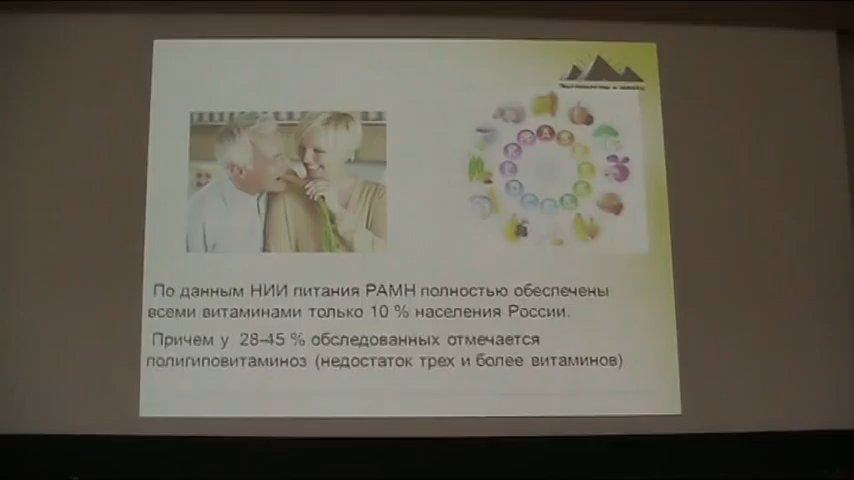 По данным НИИ питания РАМН полностью обеспечены
всеми витаминами только 10 % населения России.
Причем у 28-45 % обследованных отмечается
полигиповитаминоз (недостаток трех и более витаминов)